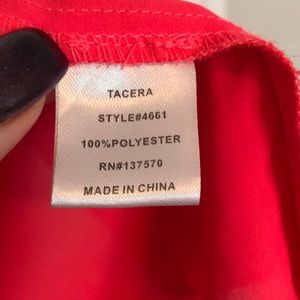 TACERA
STYLE#4661
100%POLYESTER
RN#137570
MADE IN CHINA